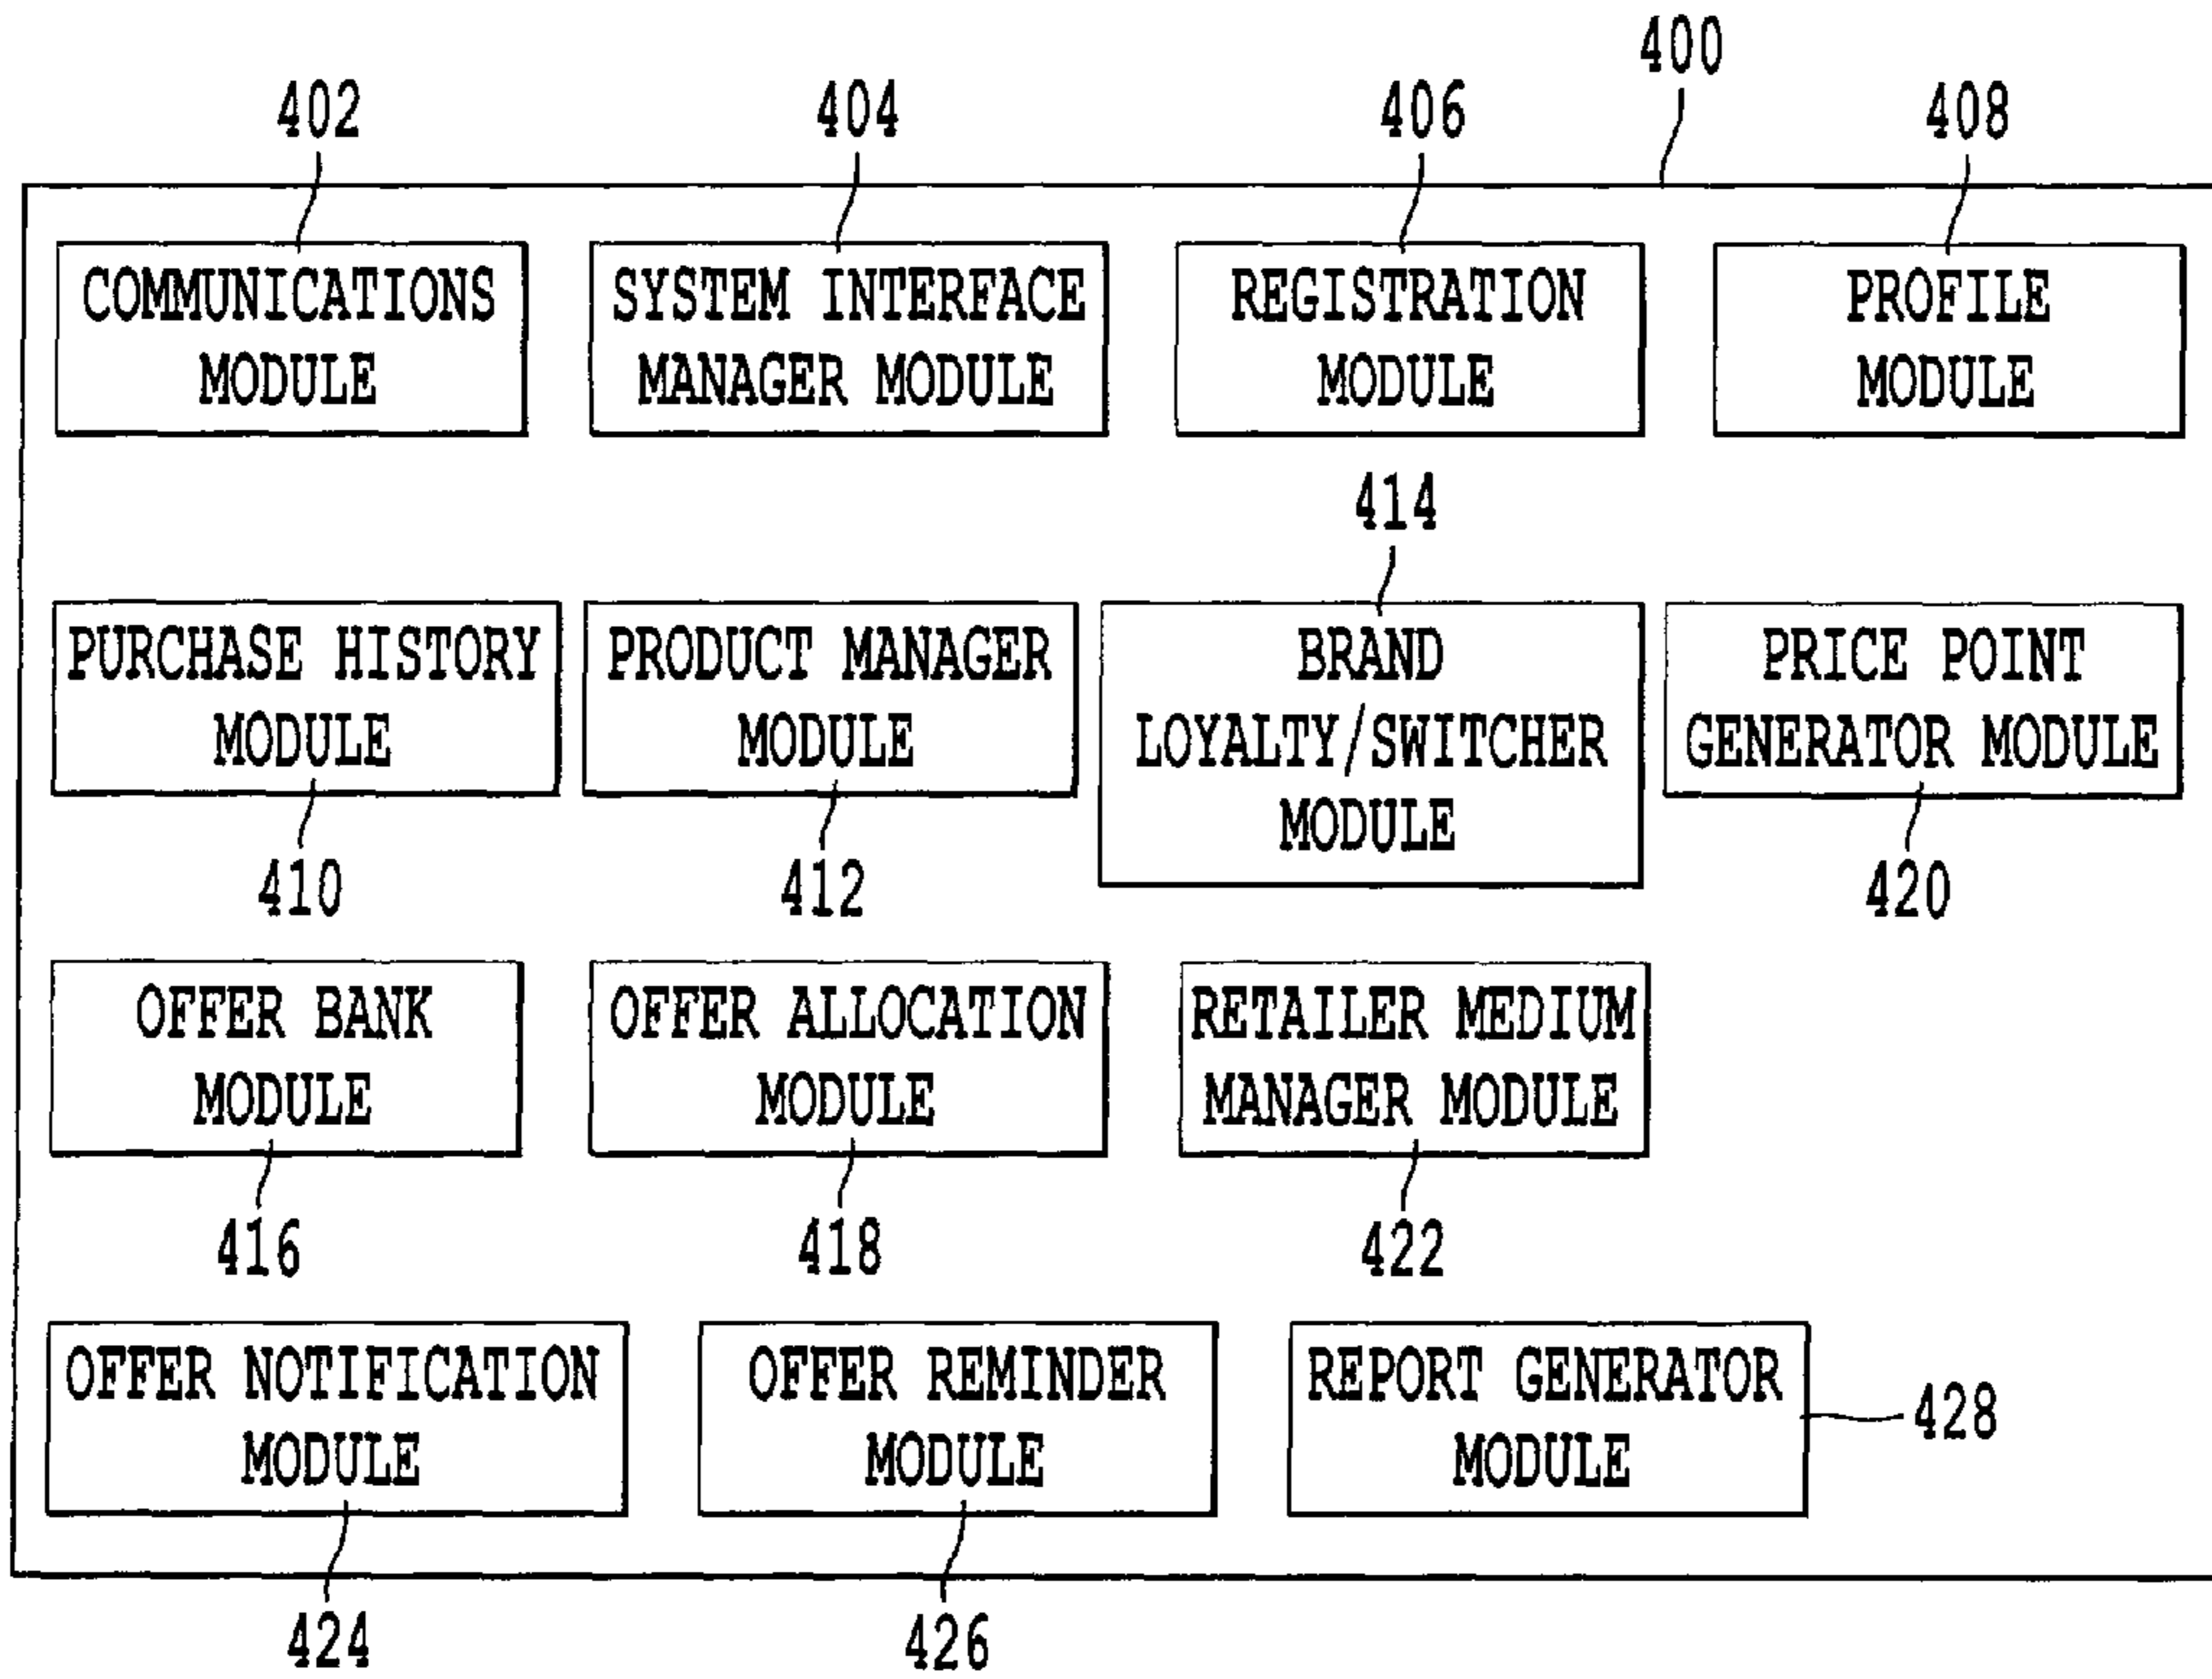 400
402
404
406
408
COMMUNICATIONS
MODULE
SYSTEM INTERFACE
MANAGER MODULE
REGISTRATION
MODULE
PROFILE
MODULE
414
PURCHASE HISTORY
MODULE
PRODUCT MANAGER
MODULE
BRAND
LOYALTY/SWITCHER
MODULE
PRICE POINT
GENERATOR MODULE
410
412
420
OFFER BANK
MODULE
OFFER ALLOCATION
MODULE
RETAILER MEDIUM
MANAGER MODULE
416
418
422
OFFER NOTIFICATION
MODULE
OFFER REMINDER
MODULE
REPORT GENERATOR
MODULE
428
424
426